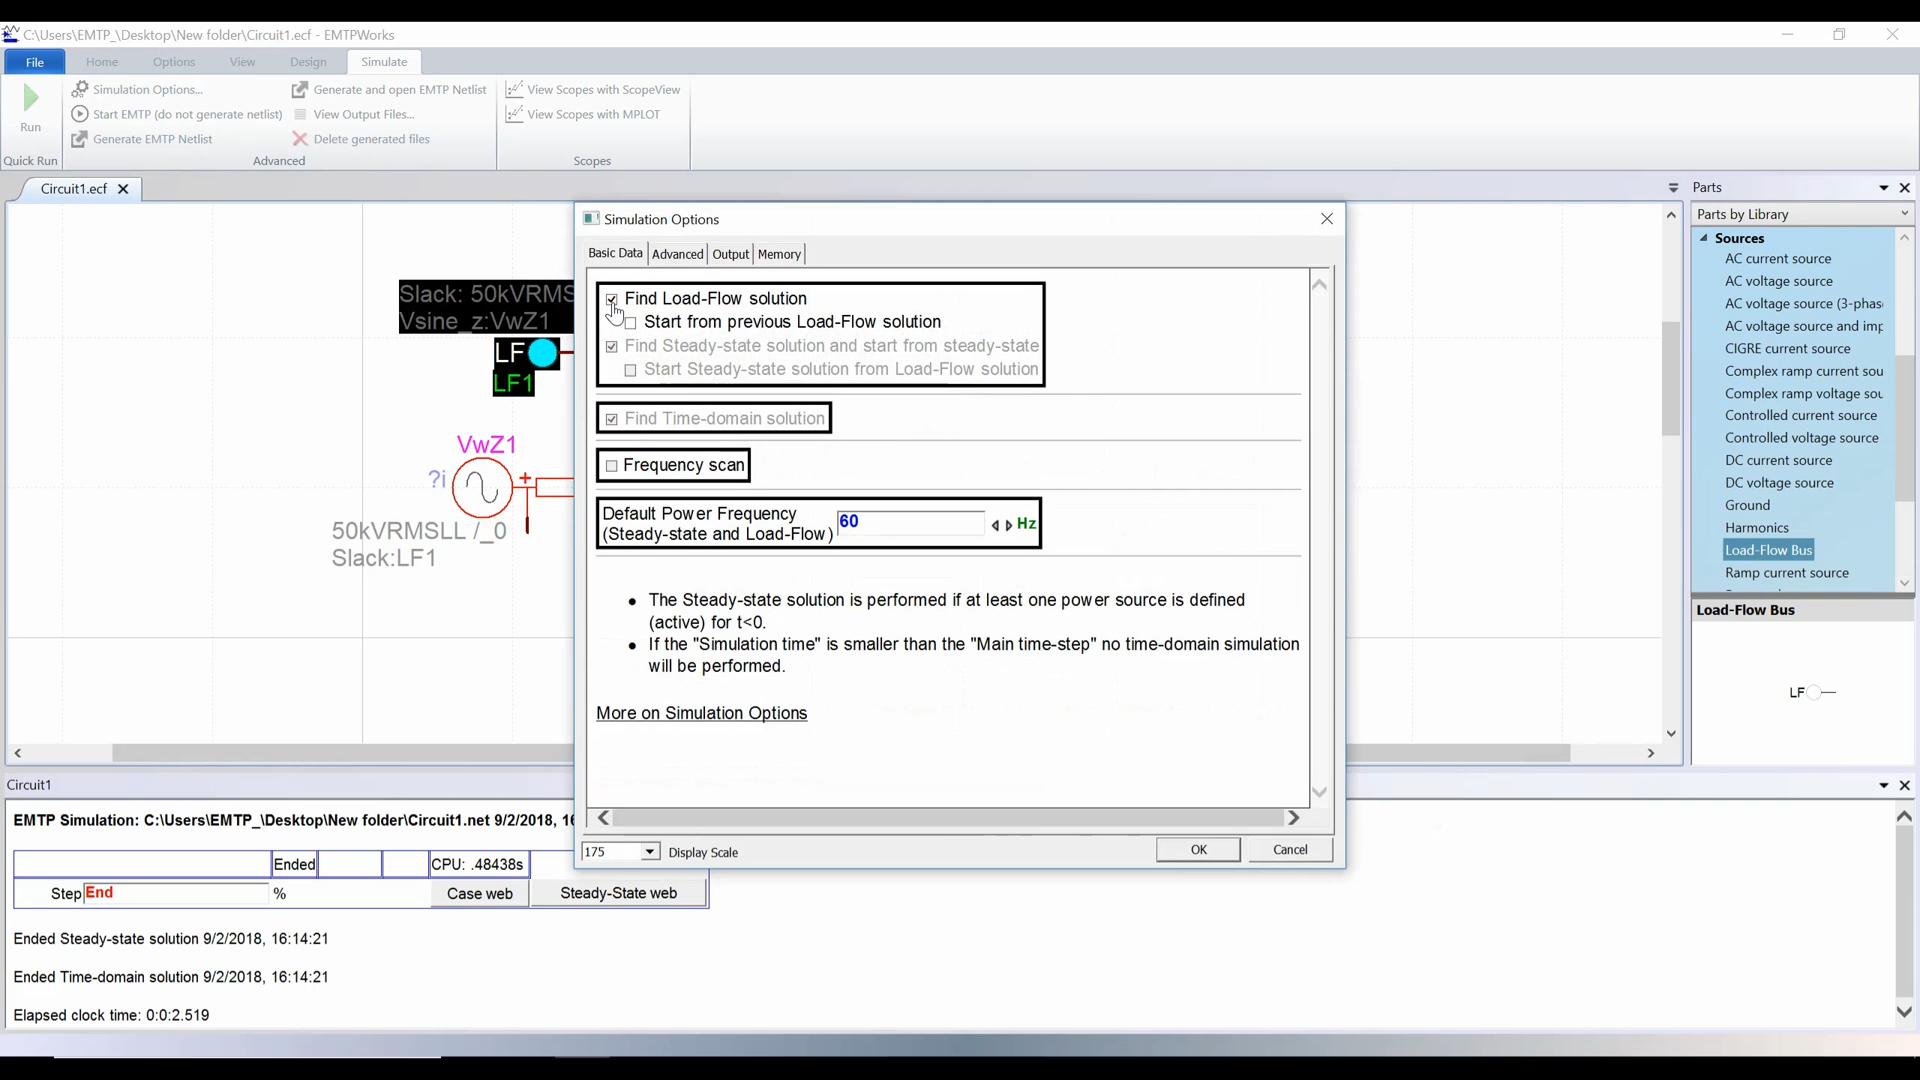 C:\Users\EMTP_\Desktop\New folder\Circuit1.ecf - EMTPWorks
File Home Options View Design Simulate
Run
Quick Run
Simulation Options...
Start EMTP (do not generate netlist)
Generate EMTP Netlist
Generate and open EMTP Netlist
View Output Files...
Delete generated files
Advanced
View Scopes with ScopeView
View Scopes with MPLOT
Scopes
Circuit1.ecf
Slack: 50kVRMS
Vsine_z:VwZ1
LF
LF1
VwZ1
?i
+
50kVRMSLL /_0
Slack:LF1
Simulation Options
Basic Data Advanced Output Memory
Find Load-Flow solution
Start from previous Load-Flow solution
Find Steady-state solution and start from steady-state
Start Steady-state solution from Load-Flow solution
Find Time-domain solution
Frequency scan
Default Power Frequency
(Steady-state and Load-Flow)
60
Hz
• The Steady-state solution is performed if at least one power source is defined
(active) for t<0.
• If the "Simulation time" is smaller than the "Main time-step" no time-domain simulation
will be performed.
More on Simulation Options
175 Display Scale
OK Cancel
Parts
Parts by Library
Sources
AC current source
AC voltage source
AC voltage source (3-phas
AC voltage source and imp
CIGRE current source
Complex ramp current sou
Complex ramp voltage sou
Controlled current source
Controlled voltage source
DC current source
DC voltage source
Ground
Harmonics
Load-Flow Bus
Ramp current source
Load-Flow Bus
LF
Circuit1
EMTP Simulation: C:\Users\EMTP_\Desktop\New folder\Circuit1.net 9/2/2018, 16
Ended CPU: .48438s
Step End % Case web Steady-State web
Ended Steady-state solution 9/2/2018, 16:14:21
Ended Time-domain solution 9/2/2018, 16:14:21
Elapsed clock time: 0:0:2.519